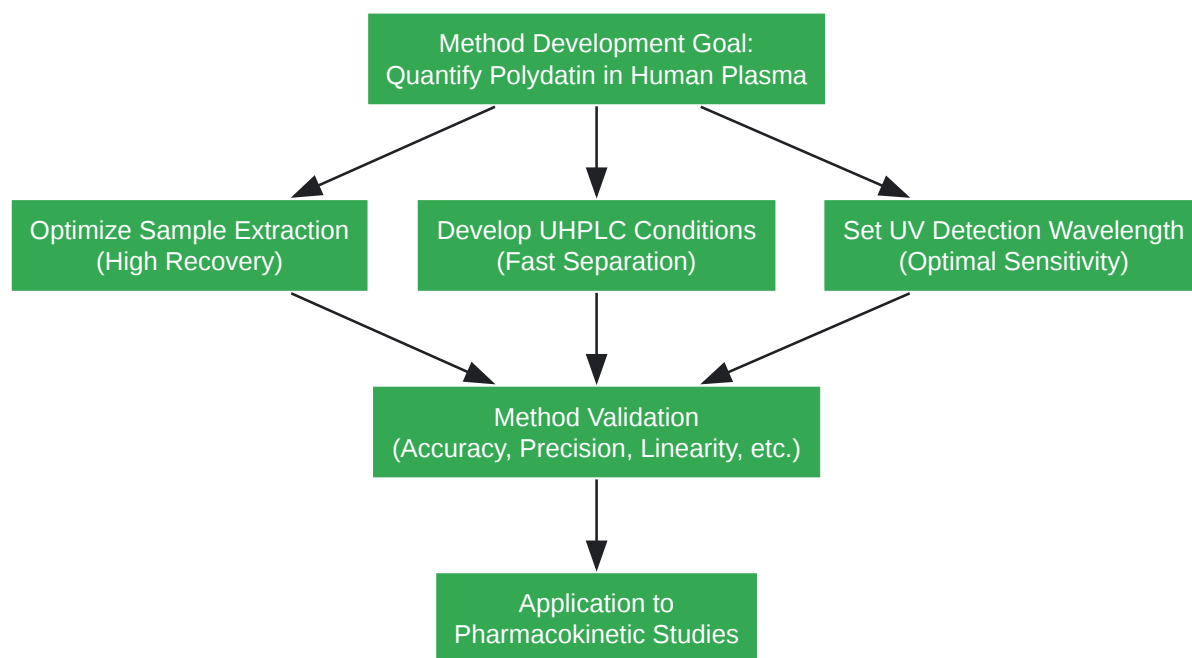 Method Development Goal:
Quantify Polydatin in Human Plasma
Optimize Sample Extraction
(High Recovery)
Develop UHPLC Conditions
(Fast Separation)
Set UV Detection Wavelength
(Optimal Sensitivity)
Method Validation
(Accuracy, Precision, Linearity, etc.)
Application to
Pharmacokinetic Studies